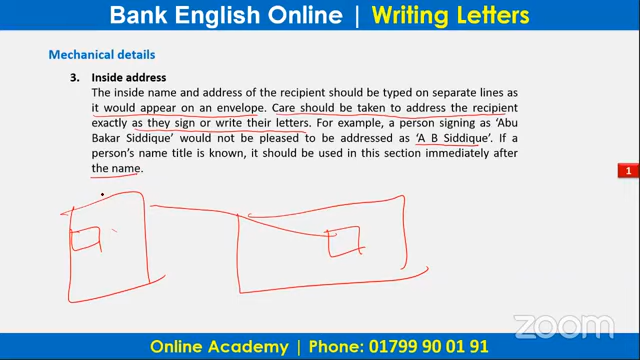 Bank English Online | Writing Letters
Mechanical details
3. Inside address
The inside name and address of the recipient should be typed on separate lines as
it would appear on an envelope. Care should be taken to address the recipient
exactly as they sign or write their letters. For example, a person signing as ‘Abu
Bakar Siddique’ would not be pleased to be addressed as ‘A B Siddique’. If a
person’s name title is known, it should be used in this section immediately after
the name.
1
zoom
Online Academy | Phone: 01799 90 01 91